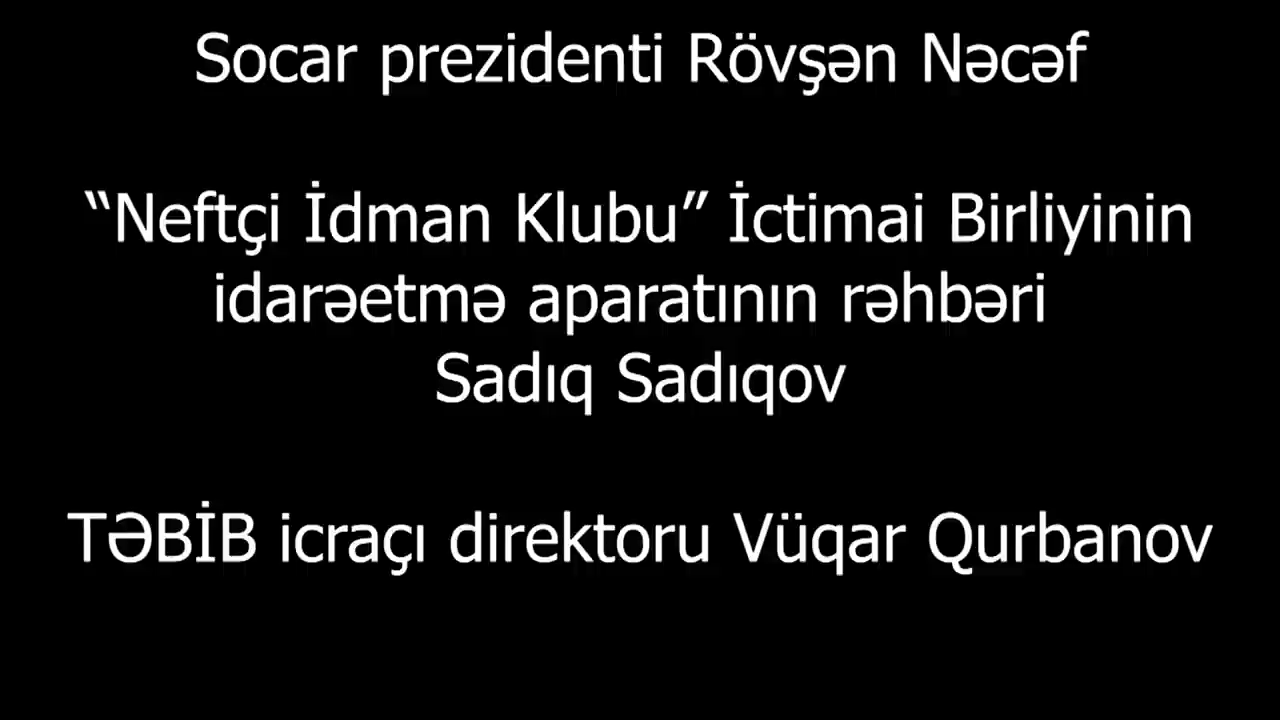 Socar prezidenti Rövşən Nəcəf
“Neftçi İdman Klubu” İctimai Birliyinin
idarəetmə aparatının rəhbəri
Sadıq Sadıqov
TƏBİB icraçı direktoru Vüqar Qurbanov